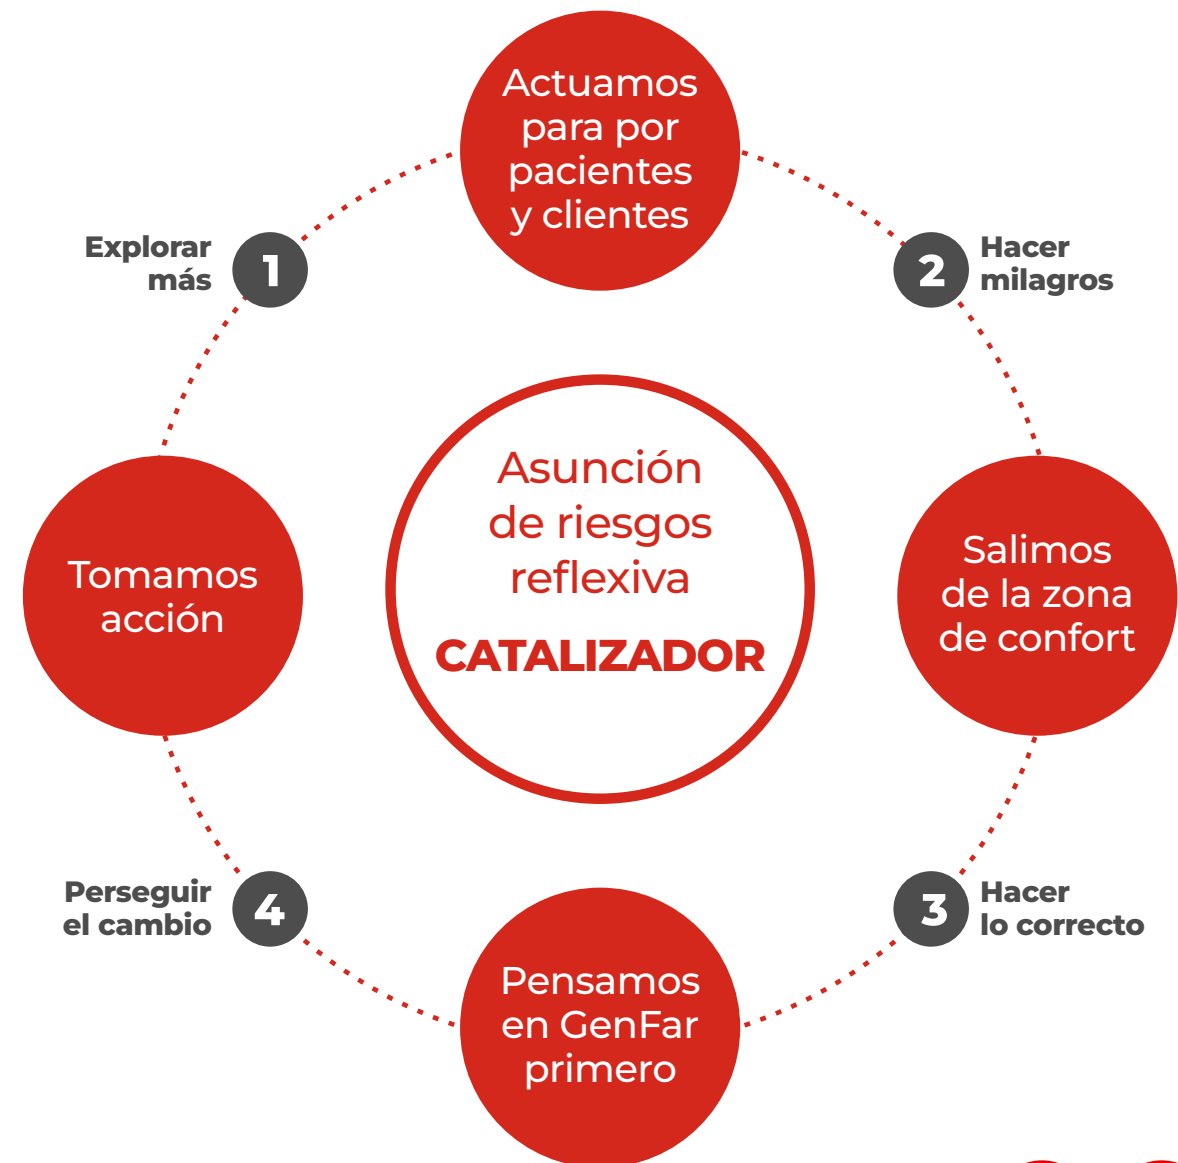 Actuamos
para por
pacientes
y clientes
Explorar
más
1
2
Hacer
milagros
Asunción
de riesgos
reflexiva
CATALIZADOR
Tomamos
acción
Salimos
de la zona
de confort
Perseguir
el cambio
4
3
Hacer
lo correcto
Pensamos
en GenFar
primero